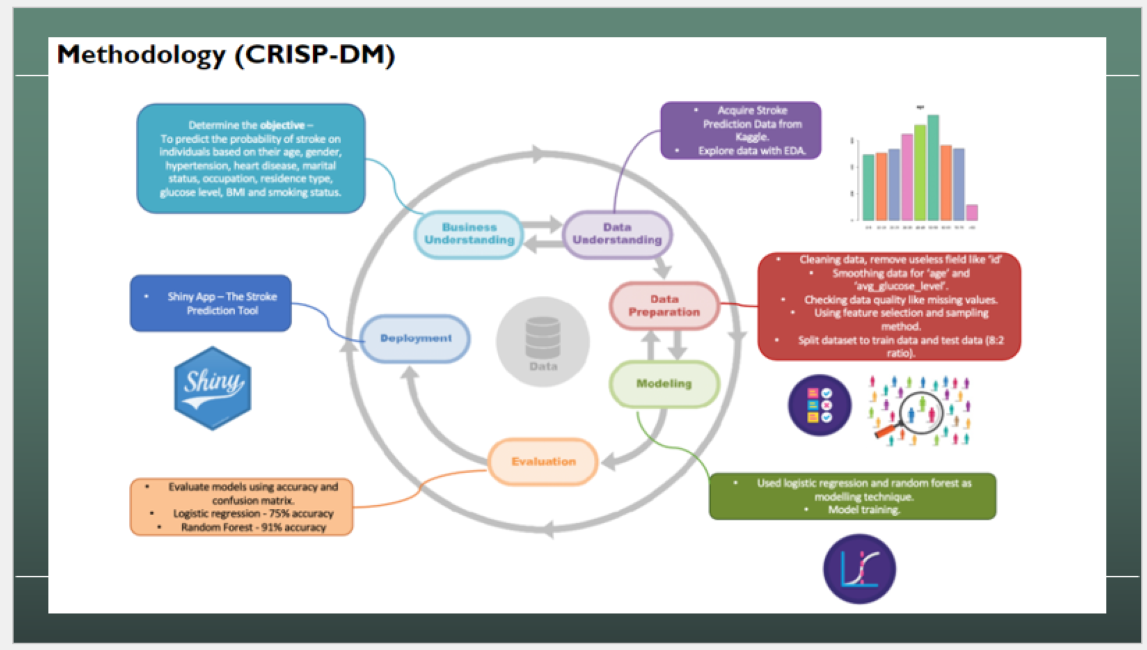 Methodology (CRISP-DM)
Determine the objective –
To predict the probability of stroke on
individuals based on their age, gender,
hypertension, heart disease, marital
status, occupation, residence type,
glucose level, BMI and smoking status.
• Acquire Stroke
Prediction Data from
Kaggle.
• Explore data with EDA.
age
Business
Understanding
Data
Understanding
• Cleaning data, remove useless field like 'id'
• Smoothing data for 'age' and
'avg_glucose_level'.
• Checking data quality like missing values.
• Using feature selection and sampling
method.
• Split dataset to train data and test data (8:2
ratio).
Data
Preparation
• Shiny App – The Stroke
Prediction Tool
Deployment
Data
Modeling
Shiny
Evaluation
• Evaluate models using accuracy and
confusion matrix.
• Logistic regression - 75% accuracy
• Random Forest - 91% accuracy
• Used logistic regression and random forest as
modelling technique.
• Model training.